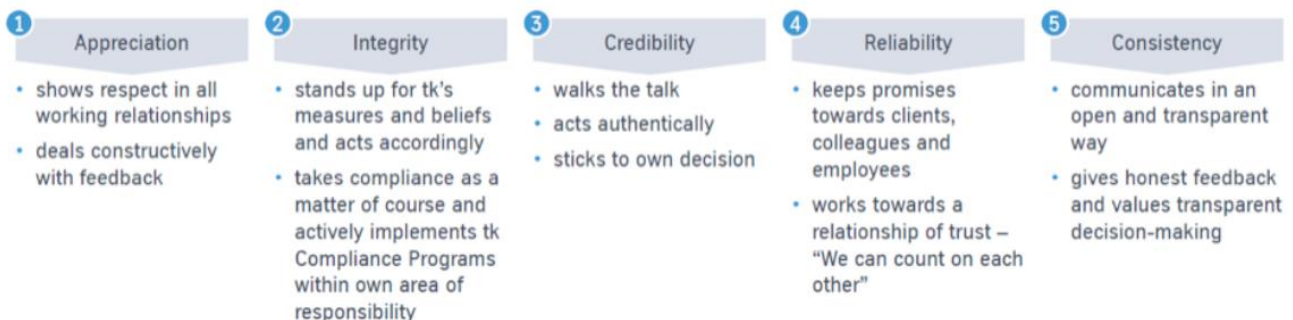 1
Appreciation
• shows respect in all
working relationships
• deals constructively
with feedback
2
Integrity
• stands up for tk's
measures and beliefs
and acts accordingly
• takes compliance as a
matter of course and
actively implements tk
Compliance Programs
within own area of
responsibility
3
Credibility
• walks the talk
• acts authentically
• sticks to own decision
4
Reliability
• keeps promises
towards clients,
colleagues and
employees
• works towards a
relationship of trust –
“We can count on each
other”
5
Consistency
• communicates in an
open and transparent
way
• gives honest feedback
and values transparent
decision-making